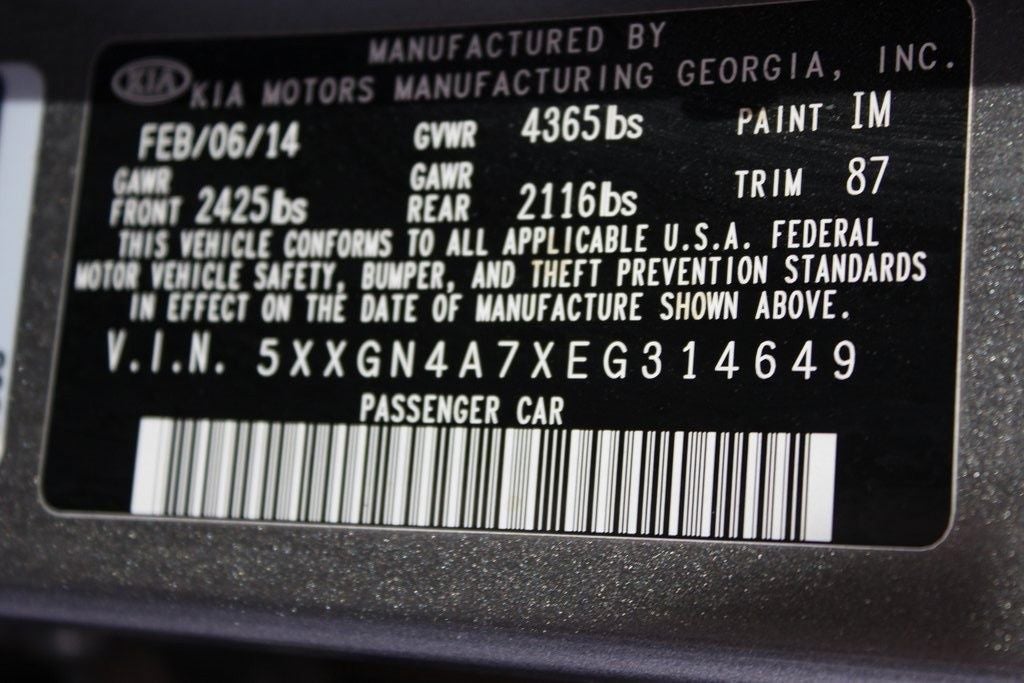 MANUFACTURED BY
KIA KIA MOTORS MANUFACTURING GEORGIA, INC.
FEB/06/14 GVWR 4365lbs PAINT IM
GAWR FRONT 2425lbs GAWR REAR 2116lbs TRIM 87
THIS VEHICLE CONFORMS TO ALL APPLICABLE U.S.A. FEDERAL
MOTOR VEHICLE SAFETY, BUMPER, AND THEFT PREVENTION STANDARDS
IN EFFECT ON THE DATE OF MANUFACTURE SHOWN ABOVE.
V.I.N. 5XXGN4A7XEG314649
PASSENGER CAR